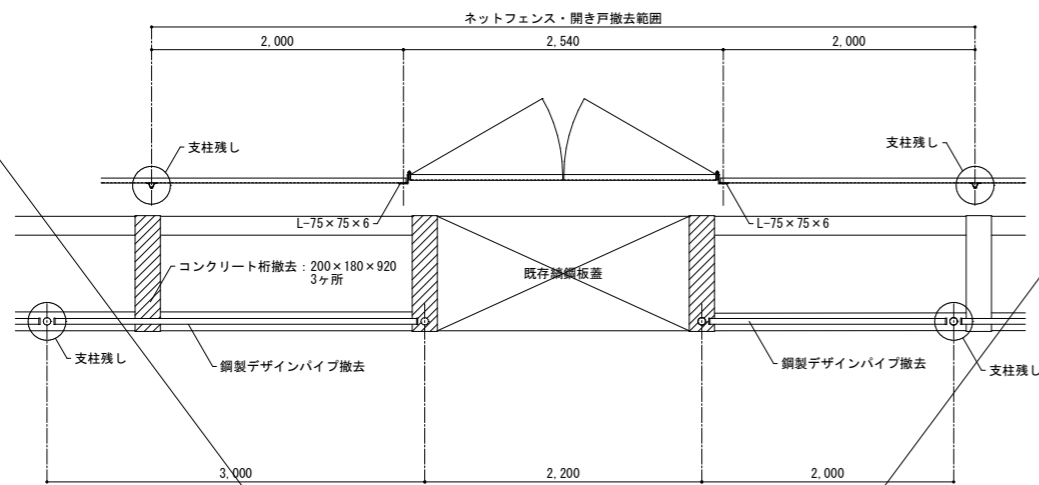 ネットフェンス・開き戸撤去範囲
2,000
2,540
2,000
支柱残し
支柱残し
L-75×75×6
L-75×75×6
コンクリート桁撤去：200×180×920
3ヶ所
既存縞鋼板蓋
支柱残し
鋼製デザインパイプ撤去
鋼製デザインパイプ撤去
支柱残し
3,000
2,200
2,000